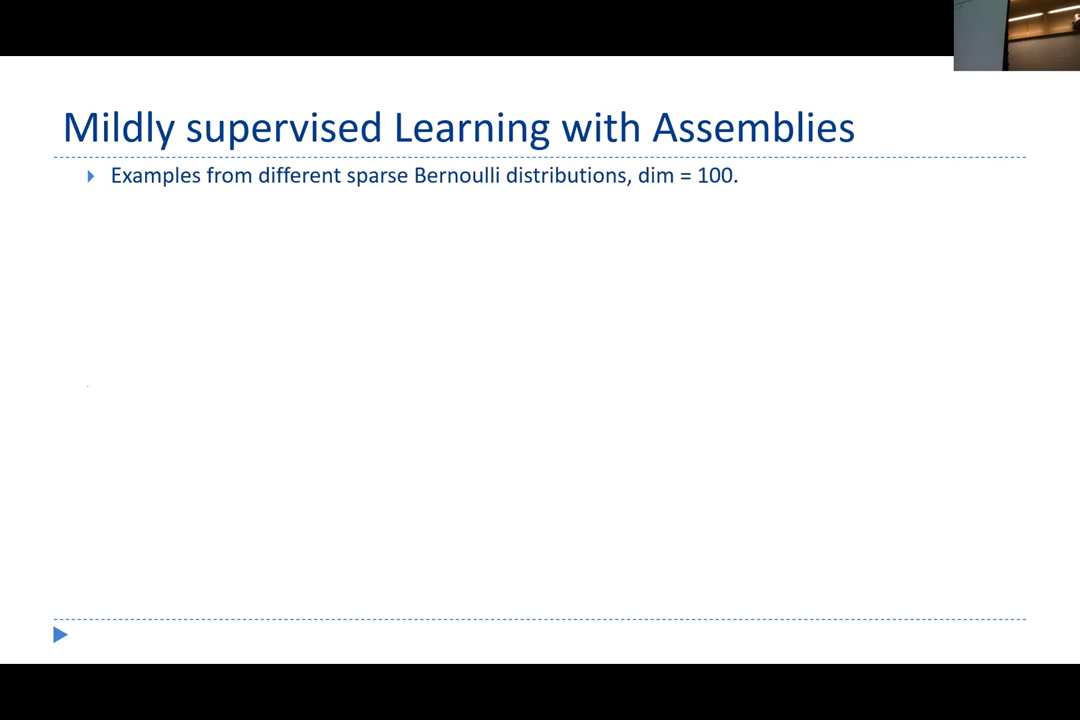 Mildly supervised Learning with Assemblies
Examples from different sparse Bernoulli distributions, dim = 100.